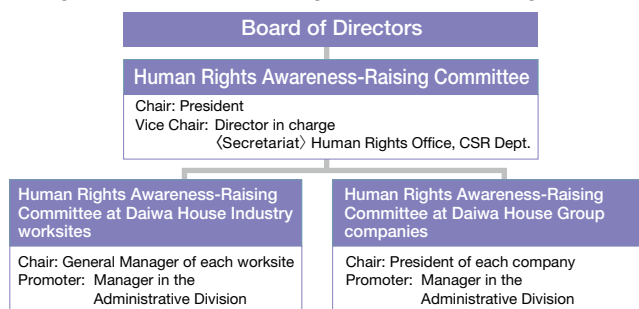 Board of Directors
Human Rights Awareness-Raising Committee
Chair: President
Vice Chair: Director in charge
〈Secretariat〉 Human Rights Office, CSR Dept.
Human Rights Awareness-Raising
Committee at Daiwa House Industry
worksites
Chair: General Manager of each worksite
Promoter: Manager in the
Administrative Division
Human Rights Awareness-Raising
Committee at Daiwa House Group
companies
Chair: President of each company
Promoter: Manager in the
Administrative Division